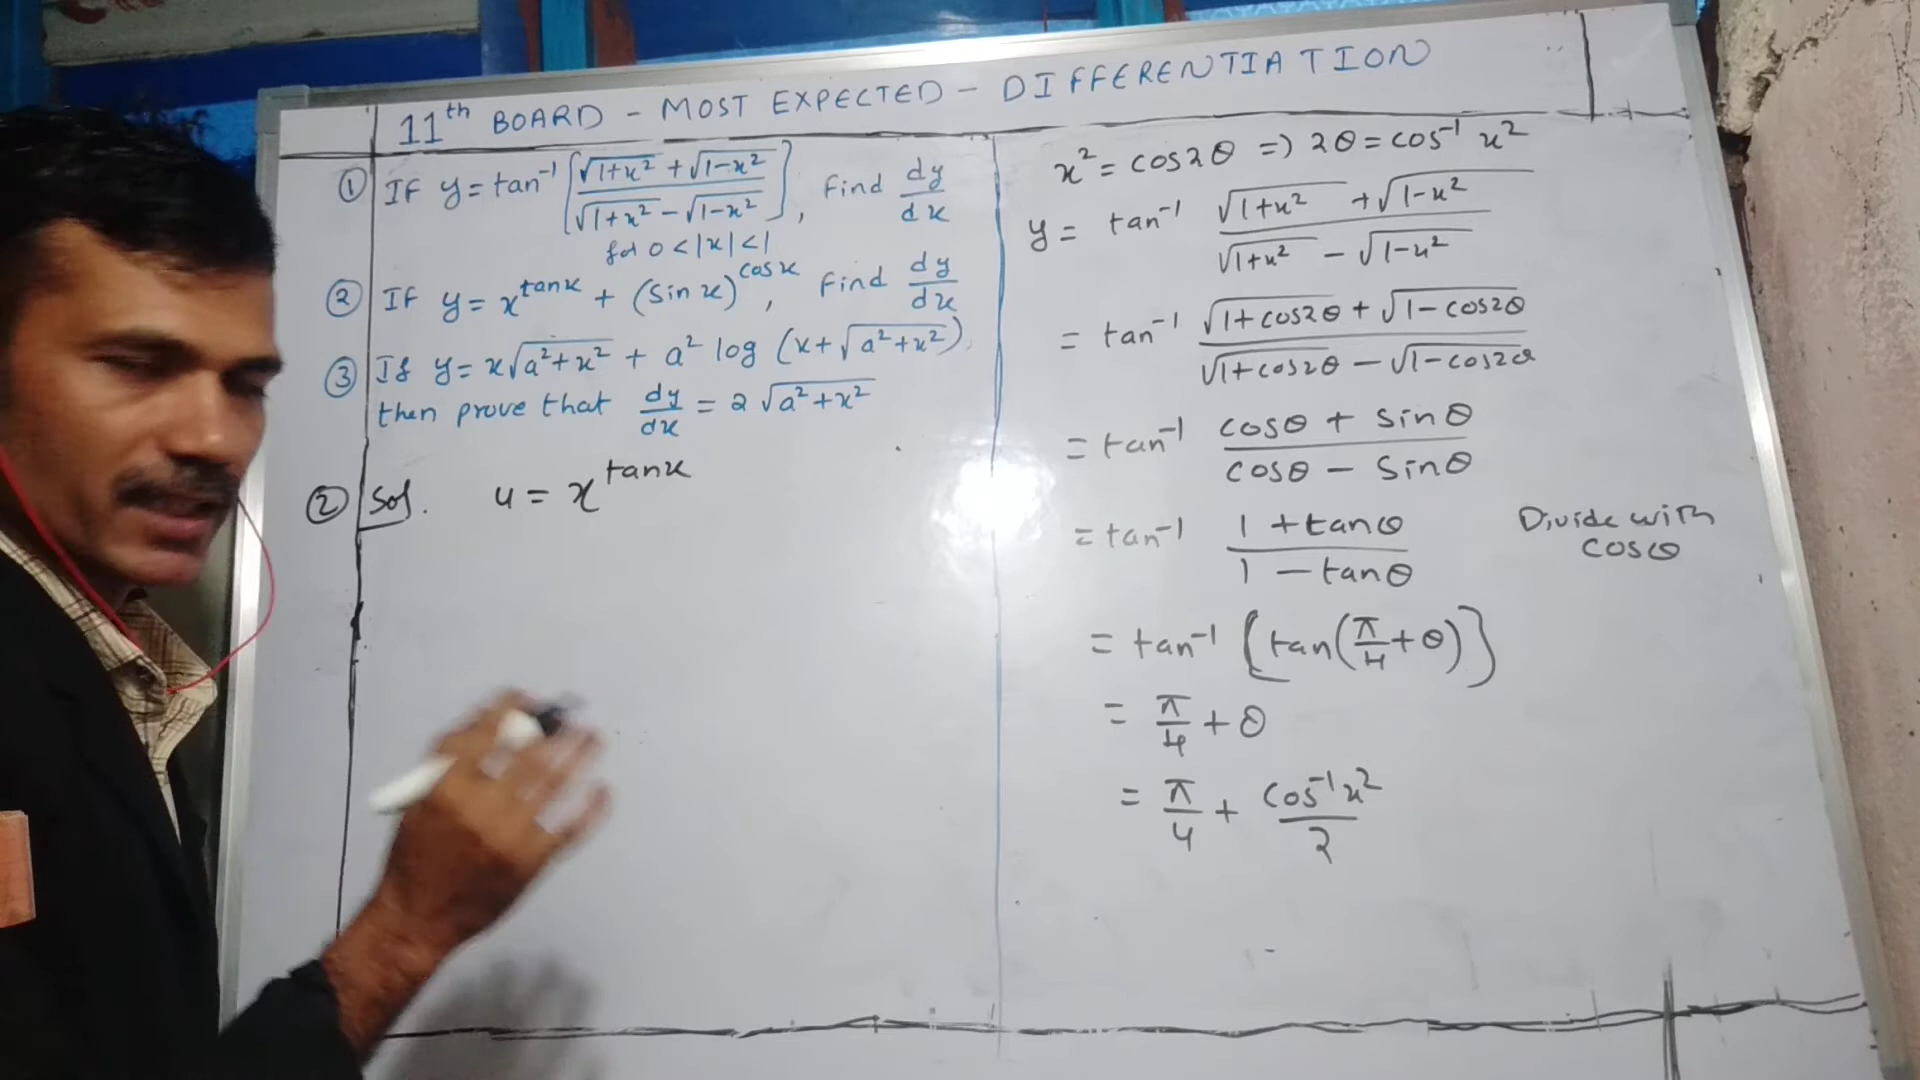 11th BOARD - MOST EXPECTED - DIFFERENTIATION
① If y = tan⁻¹ [(√1+x² + √1-x²) / (√1+x² - √1-x²)], Find dy/dx
for 0 < |x| < 1
② If y = x^tanx + (sin x)^cosx, Find dy/dx
③ If y = x√a²+x² + a² log (x+√a²+x²),
then prove that dy/dx = 2 √a²+x²
② Sol. u = x^tanx
x² = cos2θ => 2θ = cos⁻¹ x²
y = tan⁻¹ (√1+x² + √1-x²) / (√1+x² - √1-x²)
= tan⁻¹ (√1+cos2θ + √1-cos2θ) / (√1+cos2θ - √1-cos2θ)
= tan⁻¹ (cosθ + sinθ) / (cosθ - sinθ)
= tan⁻¹ (1 + tanθ) / (1 - tanθ) Divide with
cosθ
= tan⁻¹ [tan(π/4 + θ)]
= π/4 + θ
= π/4 + cos⁻¹x² / 2